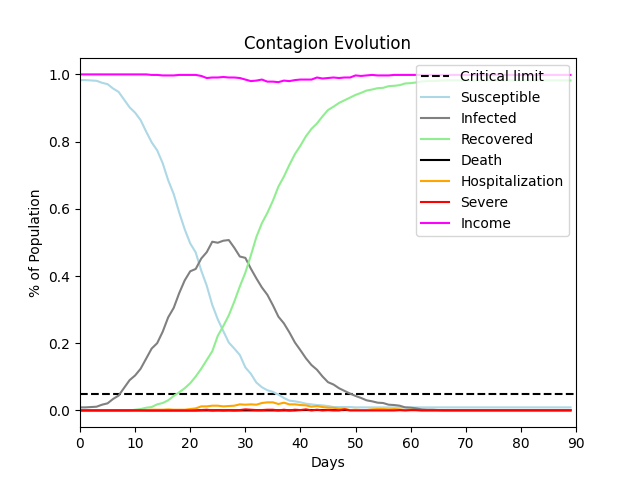 Contagion Evolution
% of Population
1.0
0.8
0.6
0.4
0.2
0.0
Critical limit
Susceptible
Infected
Recovered
Death
Hospitalization
Severe
Income
0 10 20 30 40 50 60 70 80 90
Days